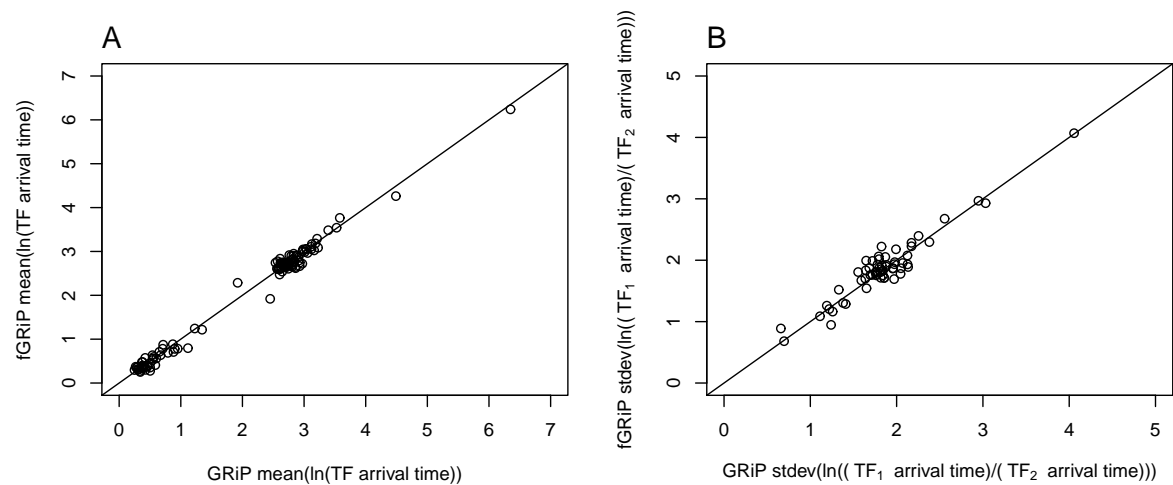 A
fGRiP mean(ln(TF arrival time))
7
6
5
4
3
2
1
0
0 1 2 3 4 5 6 7
GRiP mean(ln(TF arrival time))
B
fGRiP stdev(ln(( TF₁ arrival time)/( TF₂ arrival time)))
5
4
3
2
1
0
0 1 2 3 4 5
GRiP stdev(ln(( TF₁ arrival time)/( TF₂ arrival time)))